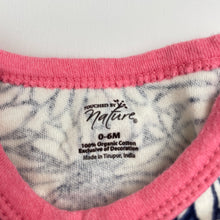 TOUCHED BY
Nature
0-6M
100% Organic Cotton
Exclusive of Decoration
Made in Tirupur, India